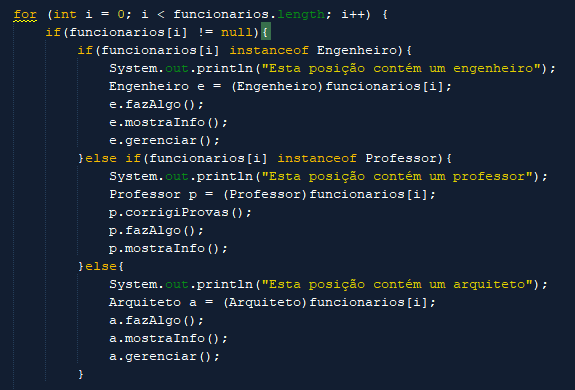 for (int i = 0; i < funcionarios.length; i++) {
    if(funcionarios[i] != null){
        if(funcionarios[i] instanceof Engenheiro){
            System.out.println("Esta posição contém um engenheiro");
            Engenheiro e = (Engenheiro)funcionarios[i];
            e.fazAlgo();
            e.mostraInfo();
            e.gerenciar();
        }else if(funcionarios[i] instanceof Professor){
            System.out.println("Esta posição contém um professor");
            Professor p = (Professor)funcionarios[i];
            p.corrigiProvas();
            p.fazAlgo();
            p.mostraInfo();
        }else{
            System.out.println("Esta posição contém um arquiteto");
            Arquiteto a = (Arquiteto)funcionarios[i];
            a.fazAlgo();
            a.mostraInfo();
            a.gerenciar();
        }